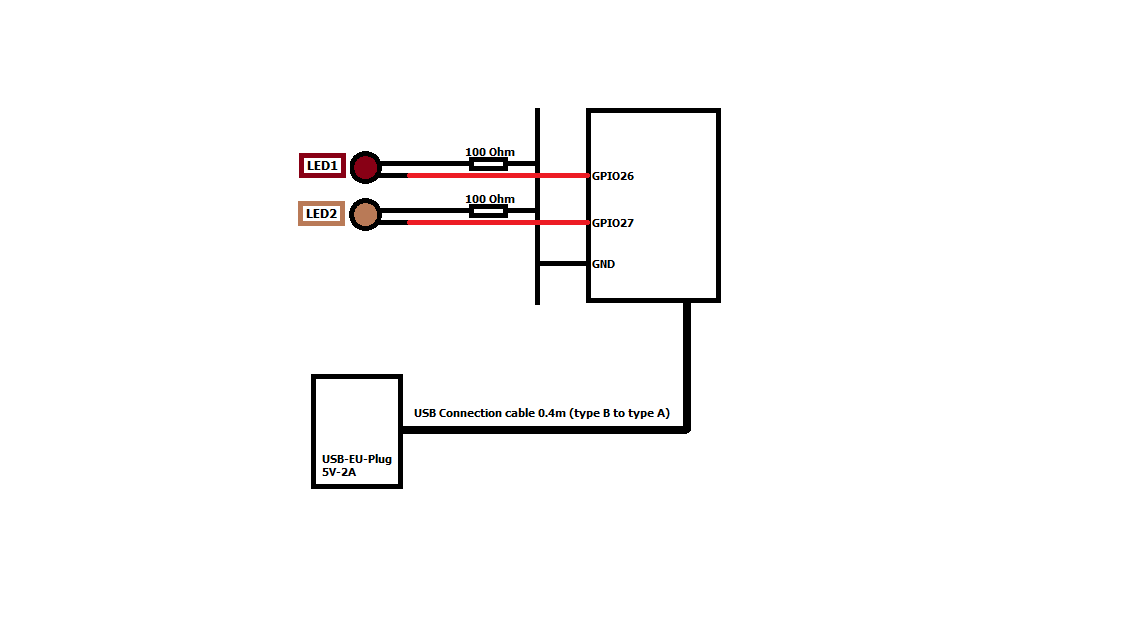 100 Ohm
LED1
GPIO26
100 Ohm
LED2
GPIO27
GND
USB Connection cable 0.4m (type B to type A)
USB-EU-Plug
5V-2A